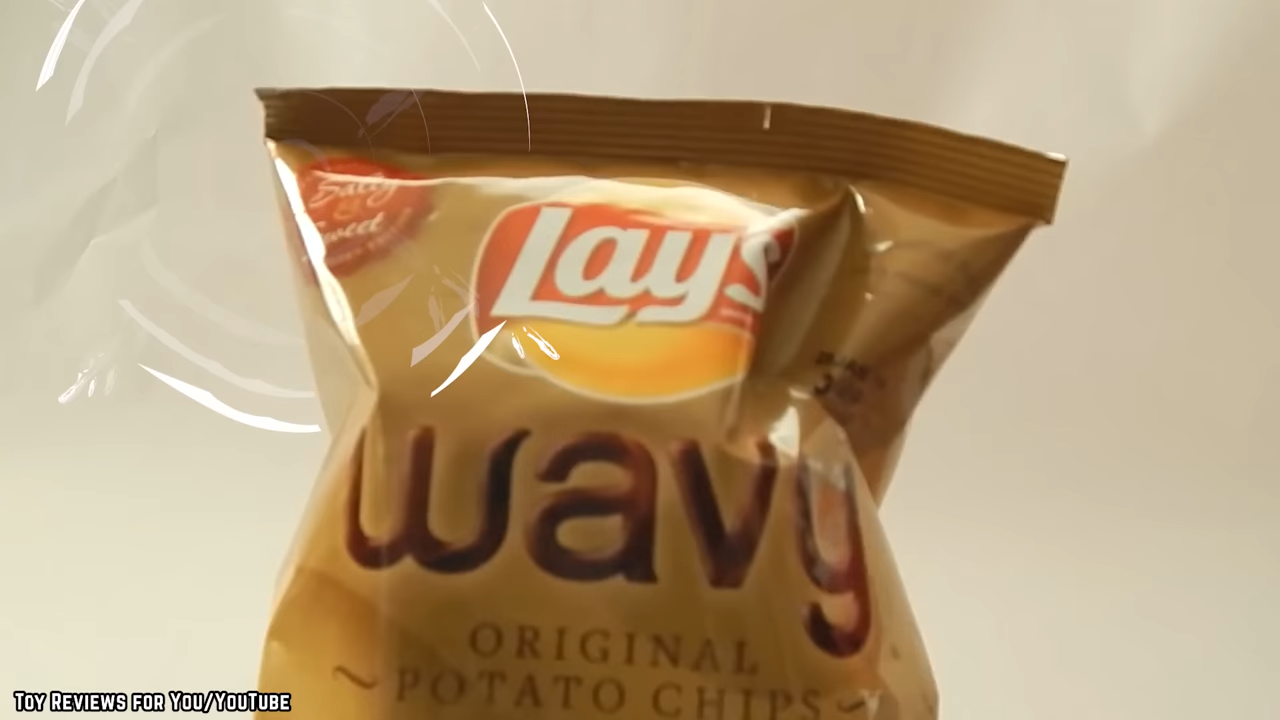 Salty
&
Sweet
Lay's
wavy
ORIGINAL
~ POTATO CHIPS ~
Toy Reviews for You/YouTube